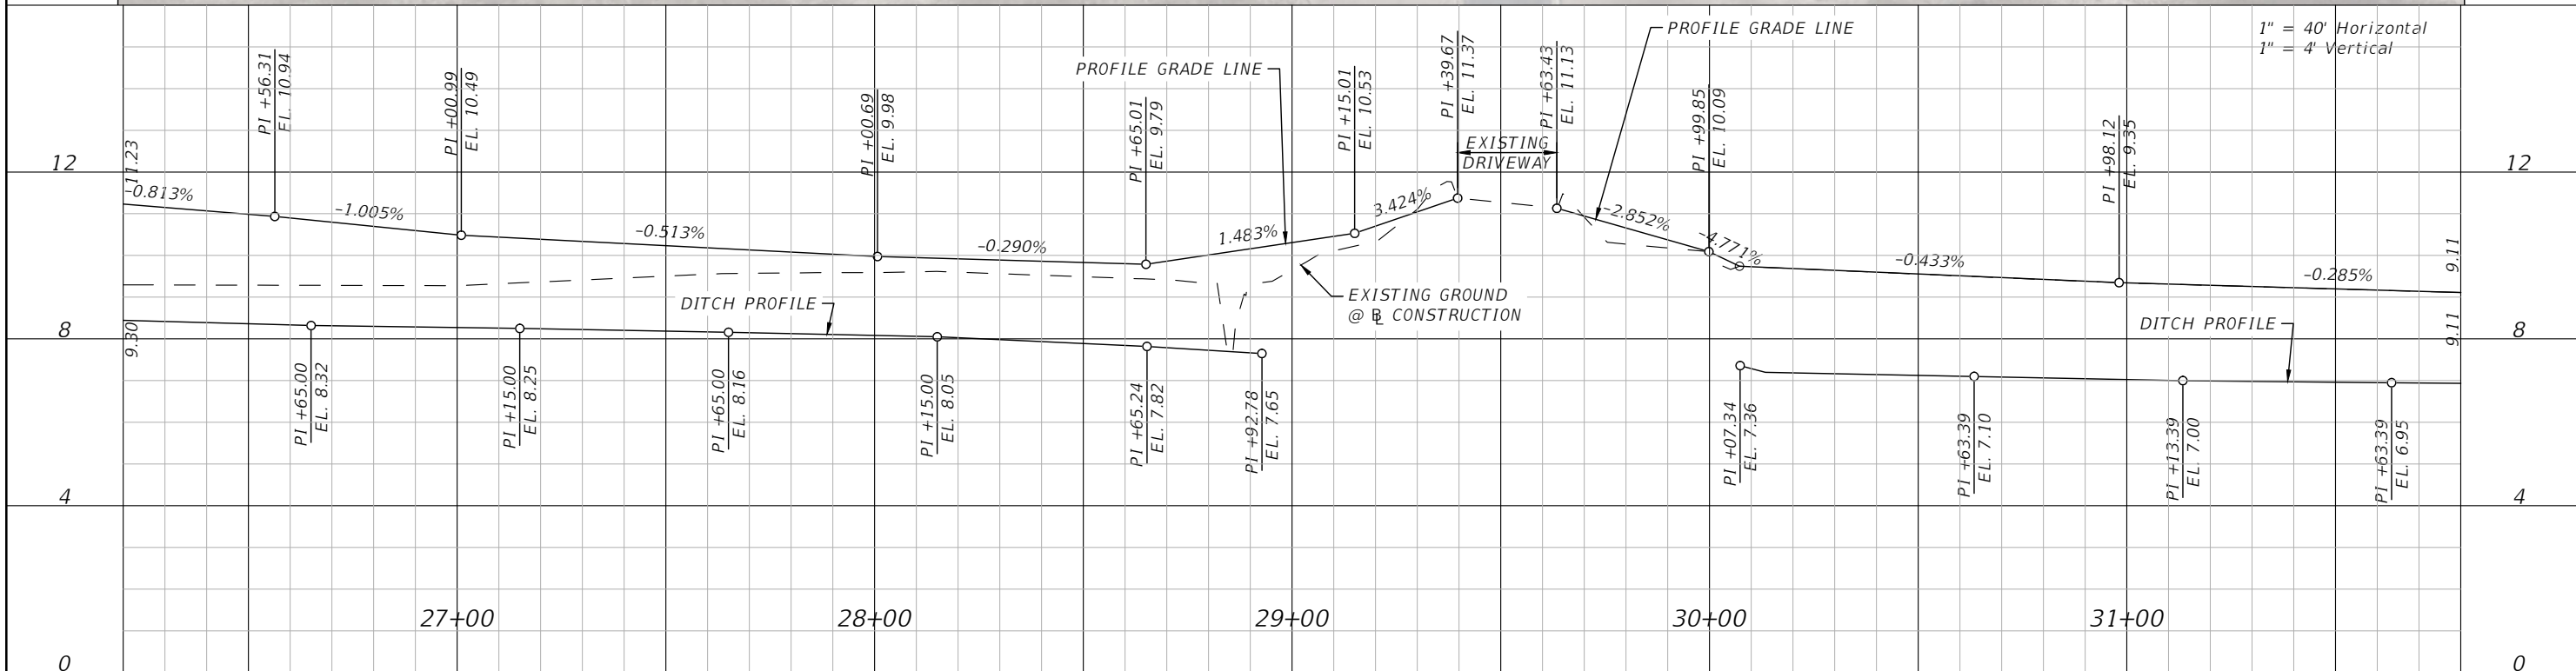 1" = 40' Horizontal
1" = 4' Vertical
PROFILE GRADE LINE
PROFILE GRADE LINE
PI +56.31
EL. 10.94
PI +00.99
EL. 10.49
PI +00.69
EL. 9.98
PI +65.01
EL. 9.79
PI +15.01
EL. 10.53
PI +39.67
EL. 11.37
PI +63.43
EL. 11.13
PI +99.85
EL. 10.09
PI +98.12
EL. 9.35
EXISTING
DRIVEWAY
12
12
11.23
-0.813%
-1.005%
-0.513%
-0.290%
1.483%
3.424%
-2.852%
-4.771%
-0.433%
-0.285%
9.11
DITCH PROFILE
EXISTING GROUND
@ BL CONSTRUCTION
DITCH PROFILE
8
8
9.30
9.11
PI +65.00
EL. 8.32
PI +15.00
EL. 8.25
PI +65.00
EL. 8.16
PI +15.00
EL. 8.05
PI +65.24
EL. 7.82
PI +92.78
EL. 7.65
PI +07.34
EL. 7.36
PI +63.39
EL. 7.10
PI +13.39
EL. 7.00
PI +63.39
EL. 6.95
4
4
27+00
28+00
29+00
30+00
31+00
0
0